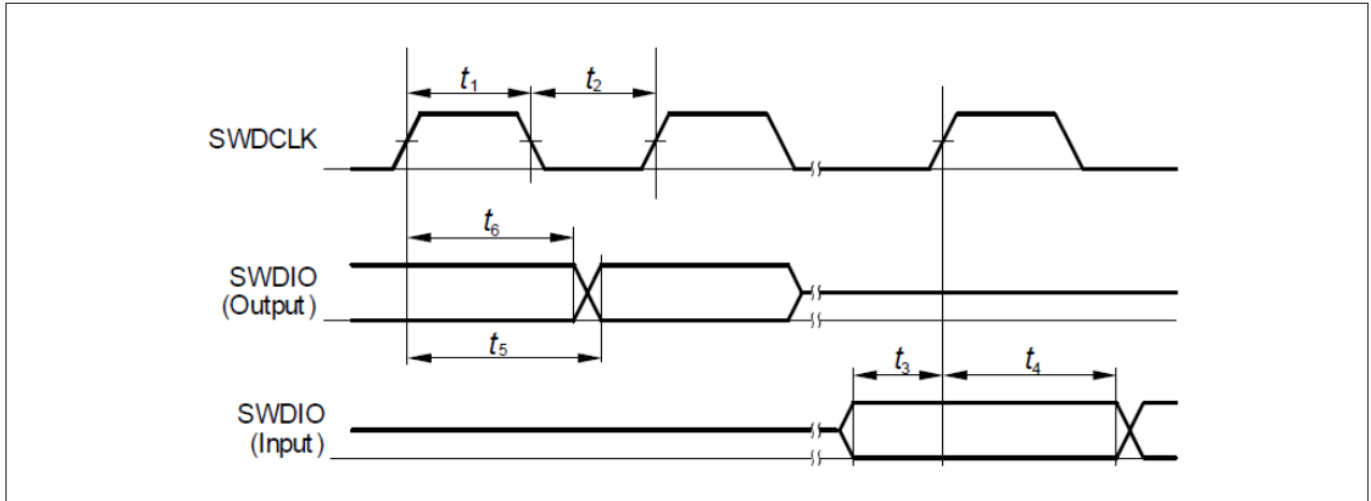 t₁ t₂
SWDCLK
t₆
SWDIO
(Output)
t₅
t₃ t₄
SWDIO
(Input)